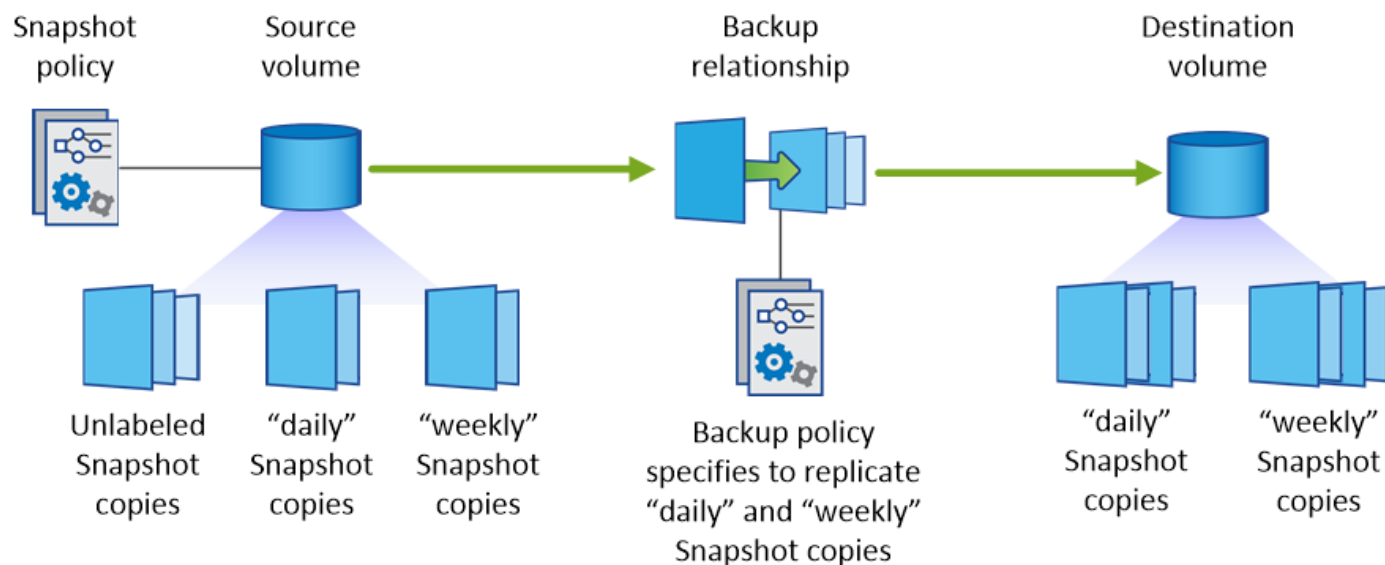 Snapshot
policy
Source
volume
Backup
relationship
Destination
volume
Unlabeled
Snapshot
copies
“daily”
Snapshot
copies
“weekly”
Snapshot
copies
Backup policy
specifies to replicate
“daily” and “weekly”
Snapshot copies
“daily”
Snapshot
copies
“weekly”
Snapshot
copies